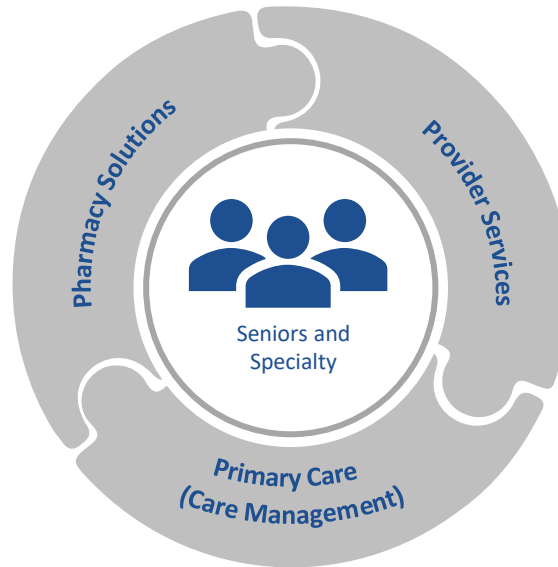 Pharmacy Solutions
Provider Services
Seniors and
Specialty
Primary Care
(Care Management)